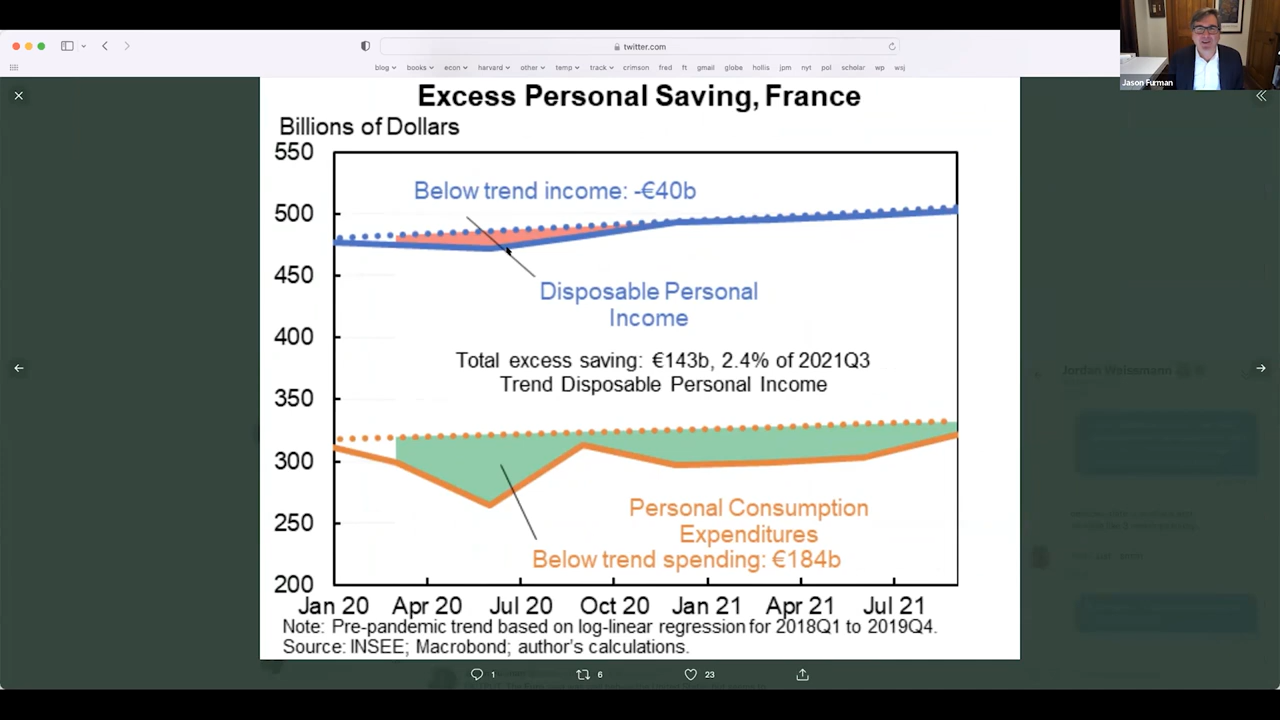 twitter.com
blog books econ harvard other temp track crimson fred ft gmail globe hollis jpm nyt pol scholar wp wsj
Jason Furman
Excess Personal Saving, France
Billions of Dollars
550
500
450
400
350
300
250
200
Below trend income: -€40b
Disposable Personal
Income
Total excess saving: €143b, 2.4% of 2021Q3
Trend Disposable Personal Income
Personal Consumption
Expenditures
Below trend spending: €184b
Jan 20 Apr 20 Jul 20 Oct 20 Jan 21 Apr 21 Jul 21
Note: Pre-pandemic trend based on log-linear regression for 2018Q1 to 2019Q4.
Source: INSEE; Macrobond; author's calculations.
Jordan Weissmann
1 6 23